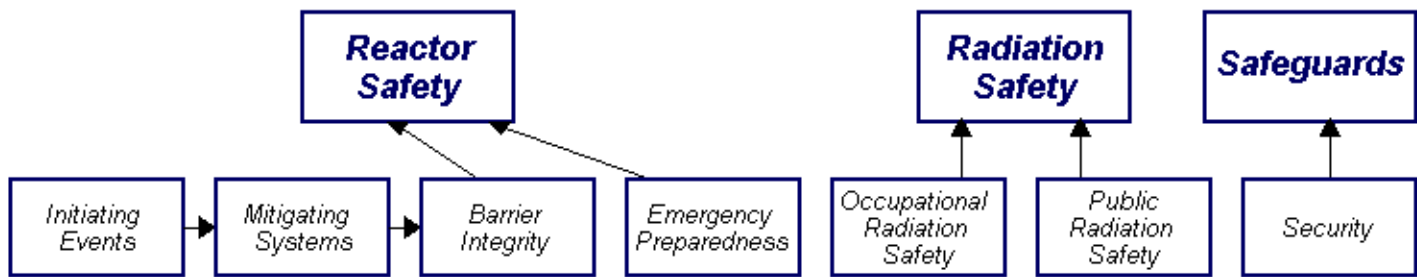 Reactor
Safety
Radiation
Safety
Safeguards
Initiating
Events
Mitigating
Systems
Barrier
Integrity
Emergency
Preparedness
Occupational
Radiation
Safety
Public
Radiation
Safety
Security